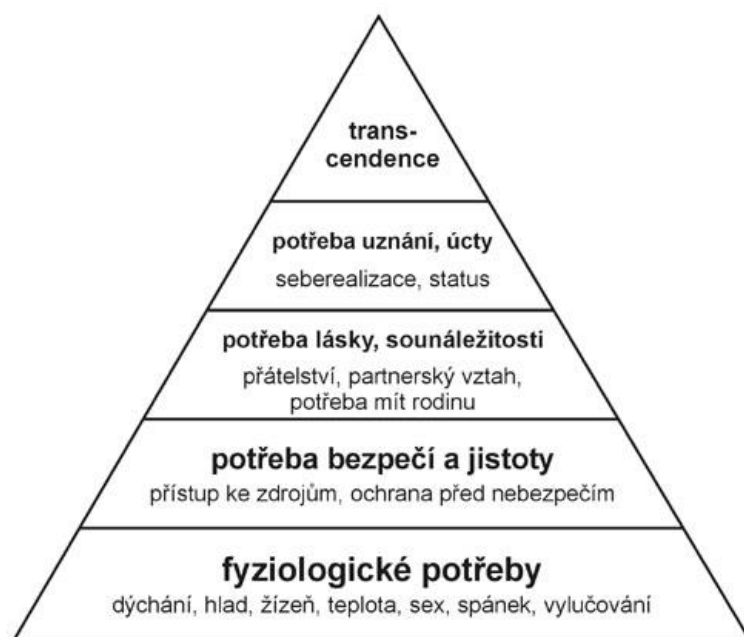 trans-
cendence
potřeba uznání, úcty
seberealizace, status
potřeba lásky, sounáležitosti
přátelství, partnerský vztah,
potřeba mít rodinu
potřeba bezpečí a jistoty
přístup ke zdrojům, ochrana před nebezpečím
fyziologické potřeby
dýchání, hlad, žízeň, teplota, sex, spánek, vylučování